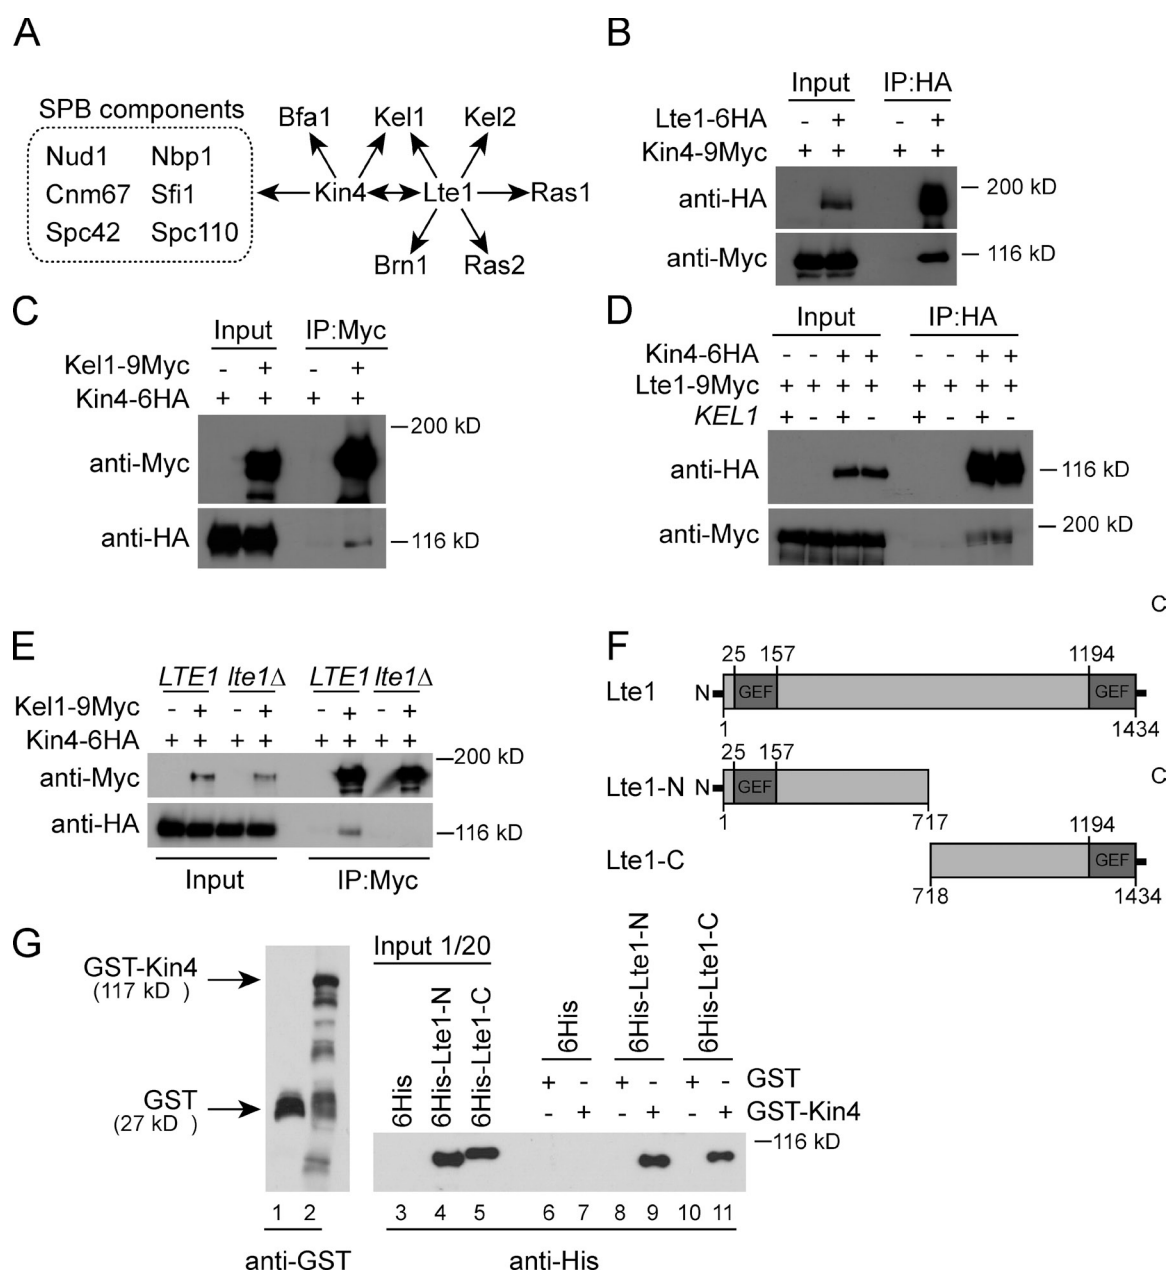 A
SPB components
Nud1 Nbp1
Cnm67 Sfi1
Spc42 Spc110
Bfa1 Kel1 Kel2
Kin4 Lte1 Ras1
Brn1 Ras2
B
Input IP:HA
Lte1-6HA - + - +
Kin4-9Myc + + + +
anti-HA 200 kD
anti-Myc 116 kD
C
Input IP:Myc
Kel1-9Myc - + - +
Kin4-6HA + + + +
200 kD
anti-Myc
anti-HA 116 kD
D
Input IP:HA
Kin4-6HA - - + + - - + +
Lte1-9Myc + + + + + + + +
KEL1 + - + - + - + -
anti-HA 116 kD
anti-Myc 200 kD
C
E
LTE1 lte1Δ LTE1 lte1Δ
Kel1-9Myc - + - + - + - +
Kin4-6HA + + + + + + + +
anti-Myc 200 kD
anti-HA 116 kD
Input IP:Myc
F
25 157 1194
Lte1 N GEF GEF
1 1434
25 157
Lte1-N N GEF
C
1 717
1194
Lte1-C GEF
718 1434
G
GST-Kin4
(117 kD )
GST
(27 kD )
1 2
anti-GST
Input 1/20
6His 6His-Lte1-N 6His-Lte1-C
6His 6His-Lte1-N 6His-Lte1-C
+ - + - + - GST
- + - + - + GST-Kin4
116 kD
3 4 5 6 7 8 9 10 11
anti-His